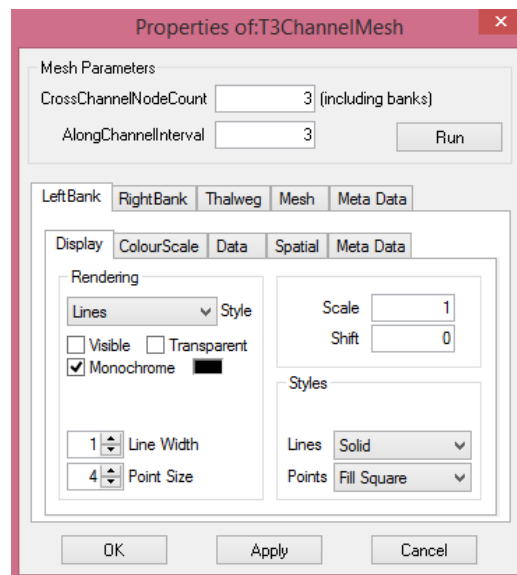 Properties of:T3ChannelMesh
Mesh Parameters
CrossChannelNodeCount 3 (including banks)
AlongChannelInterval 3 Run
LeftBank RightBank Thalweg Mesh Meta Data
Display ColourScale Data Spatial Meta Data
Rendering
Lines Style Scale 1
Visible Transparent Shift 0
Monochrome
Styles
1 Line Width Lines Solid
4 Point Size Points Fill Square
OK Apply Cancel